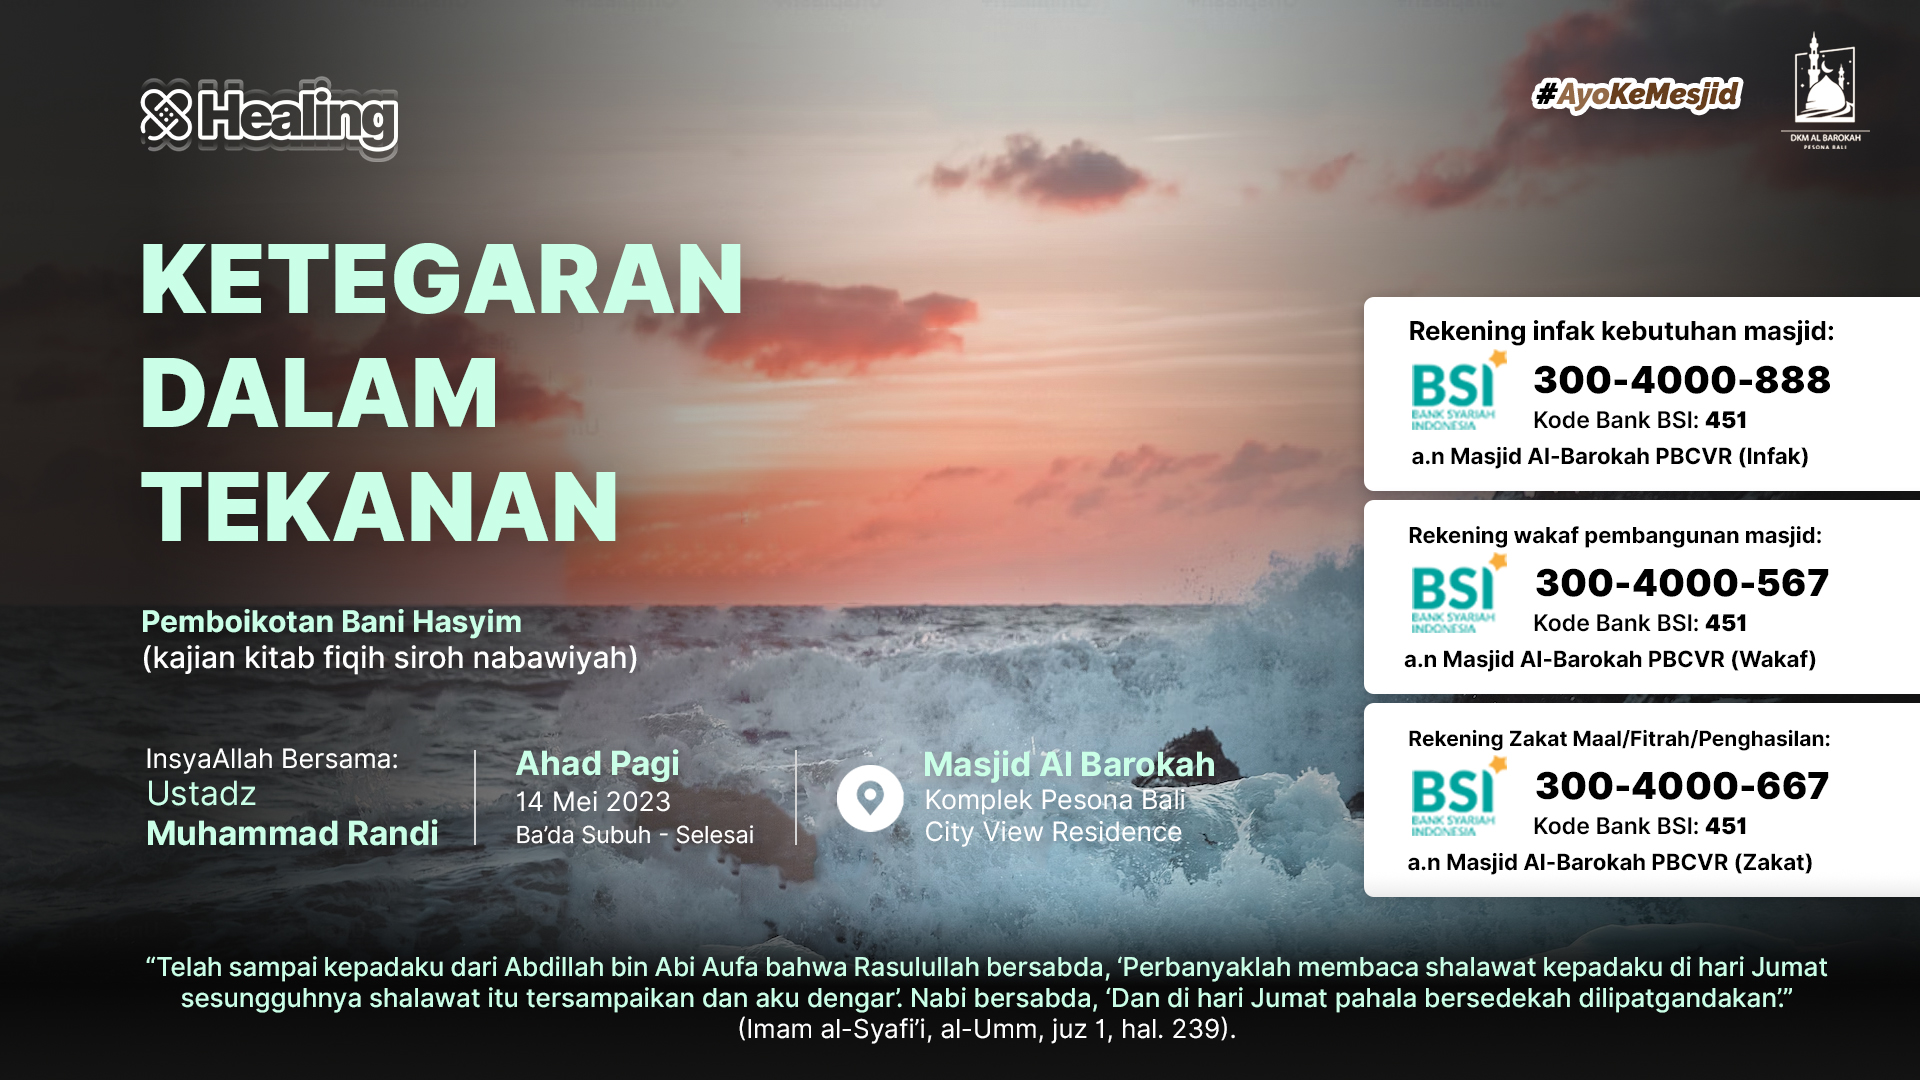 Healing
#AyoKeMesjid
DKM AL BAROKAH
PESONA BALI
KETEGARAN
DALAM
TEKANAN
Pemboikotan Bani Hasyim
(kajian kitab fiqih siroh nabawiyah)
InsyaAllah Bersama:
Ustadz
Muhammad Randi
Ahad Pagi
14 Mei 2023
Ba’da Subuh - Selesai
Masjid Al Barokah
Komplek Pesona Bali
City View Residence
Rekening infak kebutuhan masjid:
BSI
BANK SYARIAH
INDONESIA
300-4000-888
Kode Bank BSI: 451
a.n Masjid Al-Barokah PBCVR (Infak)
Rekening wakaf pembangunan masjid:
BSI
BANK SYARIAH
INDONESIA
300-4000-567
Kode Bank BSI: 451
a.n Masjid Al-Barokah PBCVR (Wakaf)
Rekening Zakat Maal/Fitrah/Penghasilan:
BSI
BANK SYARIAH
INDONESIA
300-4000-667
Kode Bank BSI: 451
a.n Masjid Al-Barokah PBCVR (Zakat)
“Telah sampai kepadaku dari Abdillah bin Abi Aufa bahwa Rasulullah bersabda, ‘Perbanyaklah membaca shalawat kepadaku di hari Jumat
sesungguhnya shalawat itu tersampaikan dan aku dengar’. Nabi bersabda, ‘Dan di hari Jumat pahala bersedekah dilipatgandakan’.”
(Imam al-Syafi’i, al-Umm, juz 1, hal. 239).